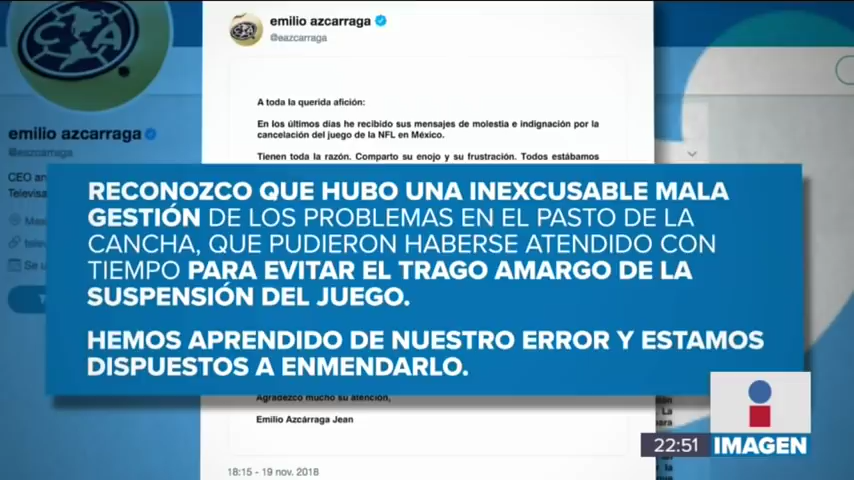 emilio azcarraga
@eazcarraga
A toda la querida afición:
En los últimos días he recibido sus mensajes de molestia e indignación por la
cancelación del juego de la NFL en México.
Tienen toda la razón. Comparto su enojo y su frustración. Todos estábamos
emilio azcarraga
@eazcarraga
CEO an
Televisa
RECONOZCO QUE HUBO UNA INEXCUSABLE MALA
GESTIÓN DE LOS PROBLEMAS EN EL PASTO DE LA
CANCHA, QUE PUDIERON HABERSE ATENDIDO CON
TIEMPO PARA EVITAR EL TRAGO AMARGO DE LA
SUSPENSIÓN DEL JUEGO.
HEMOS APRENDIDO DE NUESTRO ERROR Y ESTAMOS
DISPUESTOS A ENMENDARLO.
Agradezco mucho su atención,
Emilio Azcárraga Jean
18:15 - 19 nov. 2018
22:51 IMAGEN